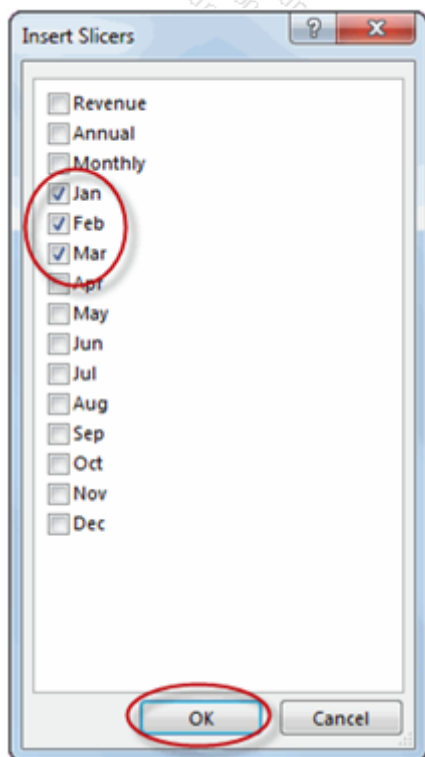 Insert Slicers
Revenue
Annual
Monthly
Jan
Feb
Mar
Apr
May
Jun
Jul
Aug
Sep
Oct
Nov
Dec
OK Cancel